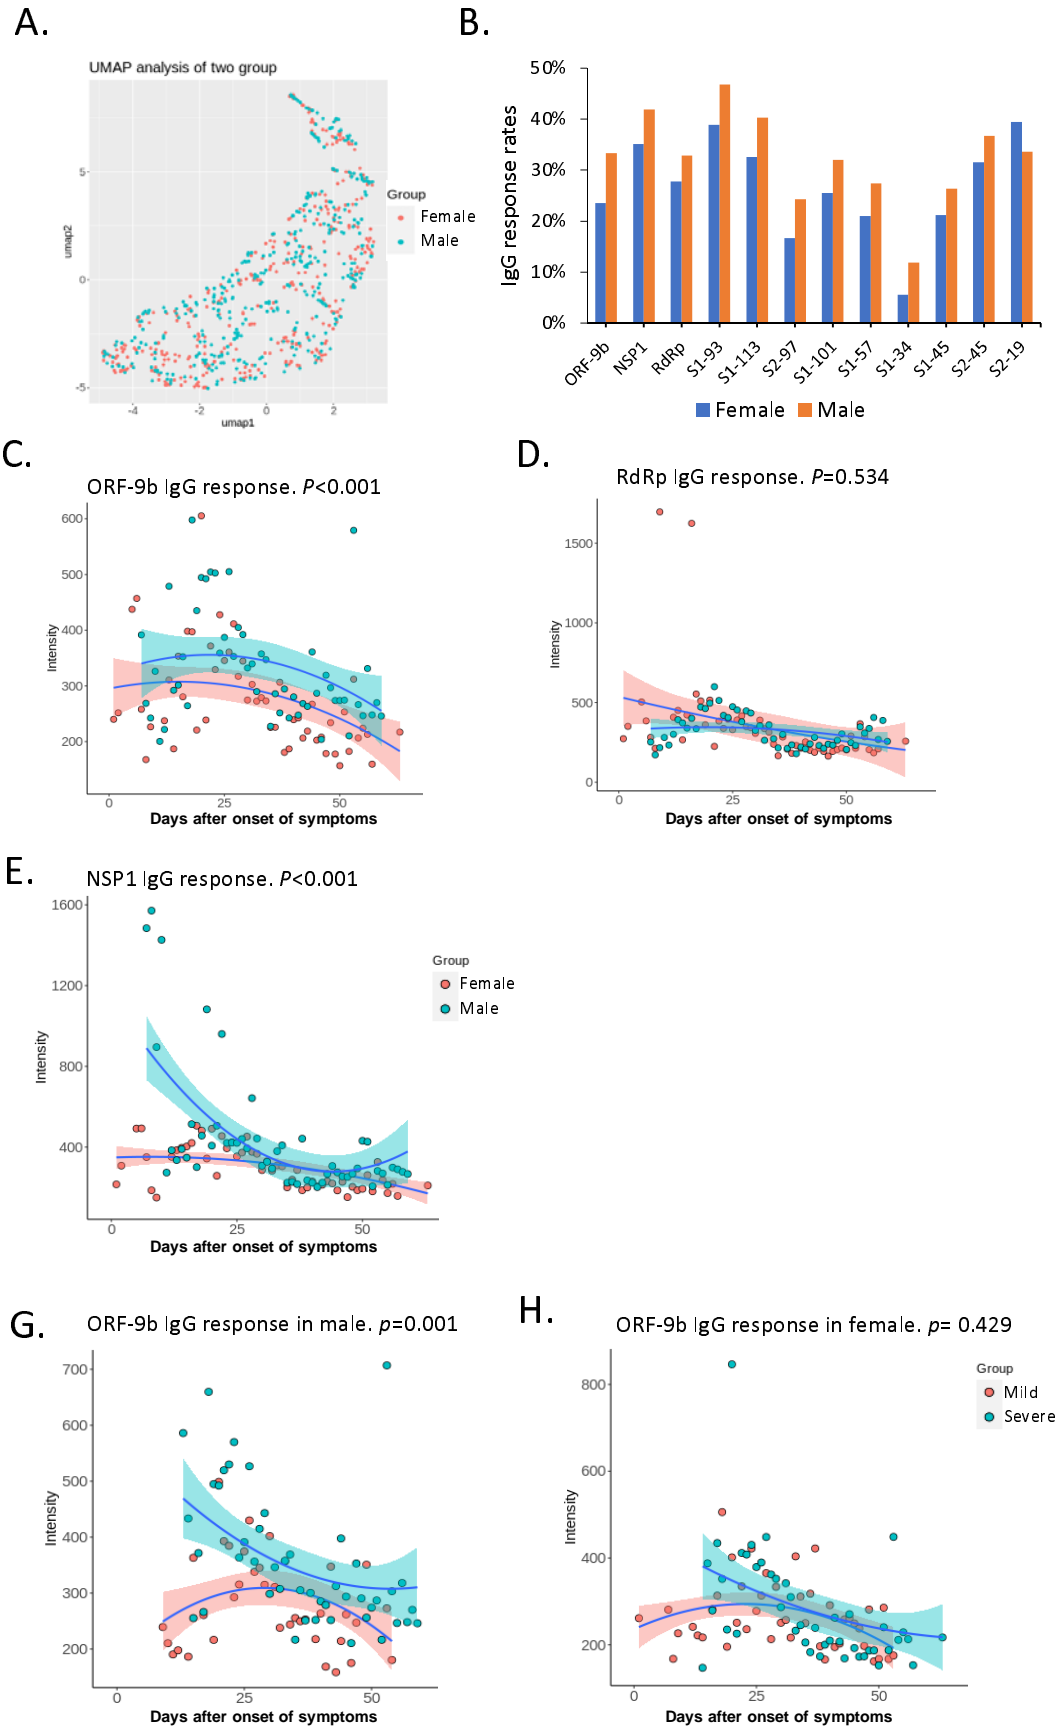 A.
UMAP analysis of two group
umap2
5
0
-5
-4
-2
0
2
umap1
Group
Female
Male
B.
IgG response rates
50%
40%
30%
20%
10%
0%
ORF-9b
NSP1
RdRp
S1-93
S1-113
S2-97
S1-101
S1-57
S1-34
S1-45
S2-45
S2-19
Female
Male
C.
ORF-9b IgG response. P<0.001
Intensity
600
500
400
300
200
0
25
50
Days after onset of symptoms
D.
RdRp IgG response. P=0.534
Intensity
1500
1000
500
0
0
25
50
Days after onset of symptoms
E.
NSP1 IgG response. P<0.001
Intensity
1600
1200
800
400
0
25
50
Days after onset of symptoms
Group
Female
Male
G.
ORF-9b IgG response in male. p=0.001
Intensity
700
600
500
400
300
200
0
25
50
Days after onset of symptoms
H.
ORF-9b IgG response in female. p= 0.429
Intensity
800
600
400
200
0
25
50
Days after onset of symptoms
Group
Mild
Severe